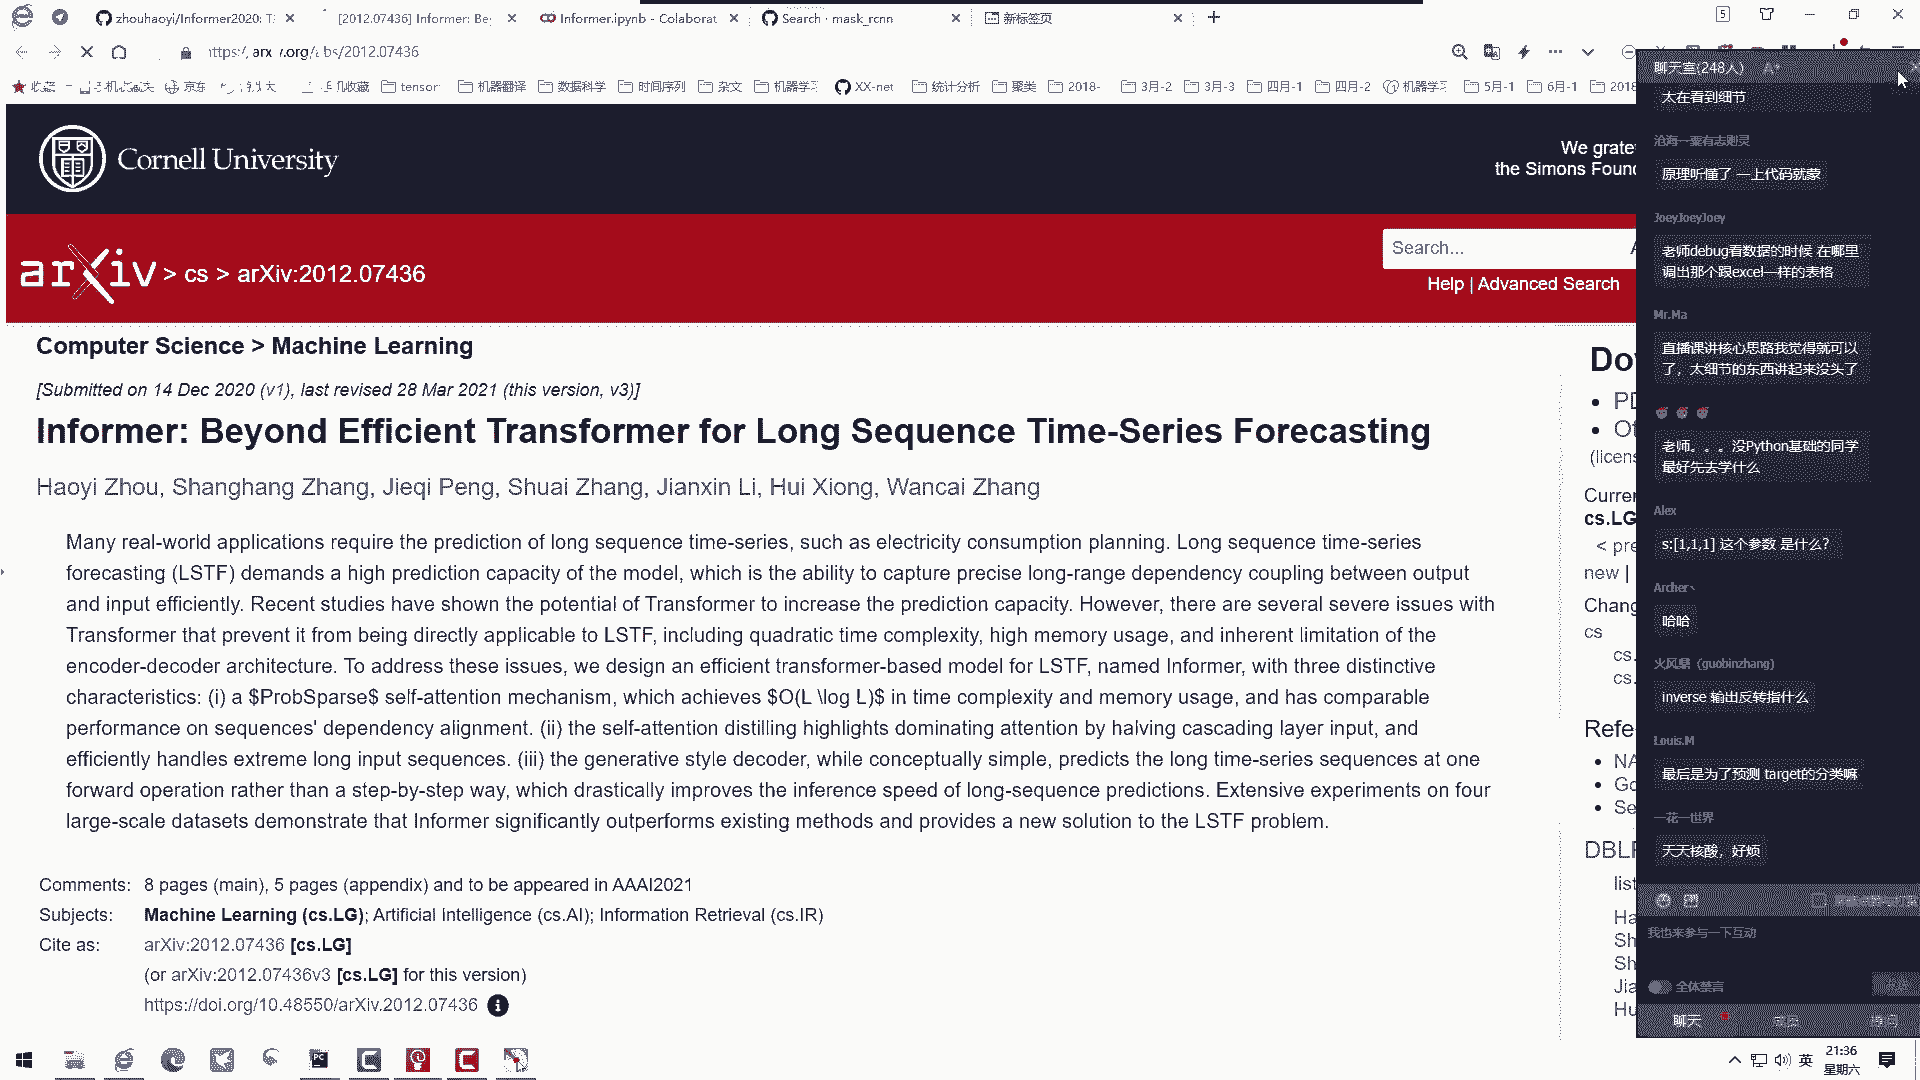 zhouhaoyi/Informer2020: T
[2012.07436] Informer: Be
Informer.ipynb - Colaborat
Search · mask_rcnn
新标签页
5
arx
.org/
bs/2012.07436
京东
tensor
机器翻译
数据科学
时间序列
杂文
机器学习
XX-net
统计分析
聚类
2018-
3月-2
3月-3
四月-1
四月-2
机器学习
5月-1
6月-1
2018
Cornell University
We grate
the Simons Found
arXiv > cs > arXiv:2012.07436
Search...
Help | Advanced Search
Computer Science > Machine Learning
[Submitted on 14 Dec 2020 (v1), last revised 28 Mar 2021 (this version, v3)]
Informer: Beyond Efficient Transformer for Long Sequence Time-Series Forecasting
Haoyi Zhou, Shanghang Zhang, Jieqi Peng, Shuai Zhang, Jianxin Li, Hui Xiong, Wancai Zhang
Many real-world applications require the prediction of long sequence time-series, such as electricity consumption planning. Long sequence time-series
forecasting (LSTF) demands a high prediction capacity of the model, which is the ability to capture precise long-range dependency coupling between output
and input efficiently. Recent studies have shown the potential of Transformer to increase the prediction capacity. However, there are several severe issues with
Transformer that prevent it from being directly applicable to LSTF, including quadratic time complexity, high memory usage, and inherent limitation of the
encoder-decoder architecture. To address these issues, we design an efficient transformer-based model for LSTF, named Informer, with three distinctive
characteristics: (i) a $ProbSparse$ self-attention mechanism, which achieves $O(L \log L)$ in time complexity and memory usage, and has comparable
performance on sequences' dependency alignment. (ii) the self-attention distilling highlights dominating attention by halving cascading layer input, and
efficiently handles extreme long input sequences. (iii) the generative style decoder, while conceptually simple, predicts the long time-series sequences at one
forward operation rather than a step-by-step way, which drastically improves the inference speed of long-sequence predictions. Extensive experiments on four
large-scale datasets demonstrate that Informer significantly outperforms existing methods and provides a new solution to the LSTF problem.
Comments: 8 pages (main), 5 pages (appendix) and to be appeared in AAAI2021
Subjects: Machine Learning (cs.LG); Artificial Intelligence (cs.AI); Information Retrieval (cs.IR)
Cite as: arXiv:2012.07436 [cs.LG]
(or arXiv:2012.07436v3 [cs.LG] for this version)
https://doi.org/10.48550/arXiv.2012.07436
Do
PD
Ot
(licens
Curre
cs.LG
< pre
new |
Chang
cs
cs.
cs.
Refe
NA
Go
Se
DBLP
list
Ha
Sh
Sh
Jia
Hu
聊天室(248人) A+
太在看到细节
沧海一粟有志则灵
原理听懂了 一上代码就蒙
JoeyJoeyJoey
老师debug看数据的时候 在哪里
调出那个跟excel一样的表格
Mr.Ma
直播课讲核心思路我觉得就可以
了，太细节的东西讲起来没头了
老师。。。没Python基础的同学
最好先去学什么
Alex
s:[1,1,1] 这个参数 是什么？
Archer丶
哈哈
火风鼎（guobinzhang)
inverse 输出反转指什么
Louis.M
最后是为了预测 target的分类嘛
一花一世界
天天核酸，好烦
我也来参与一下互动
全体禁言
聊天
英
21:36
星期六